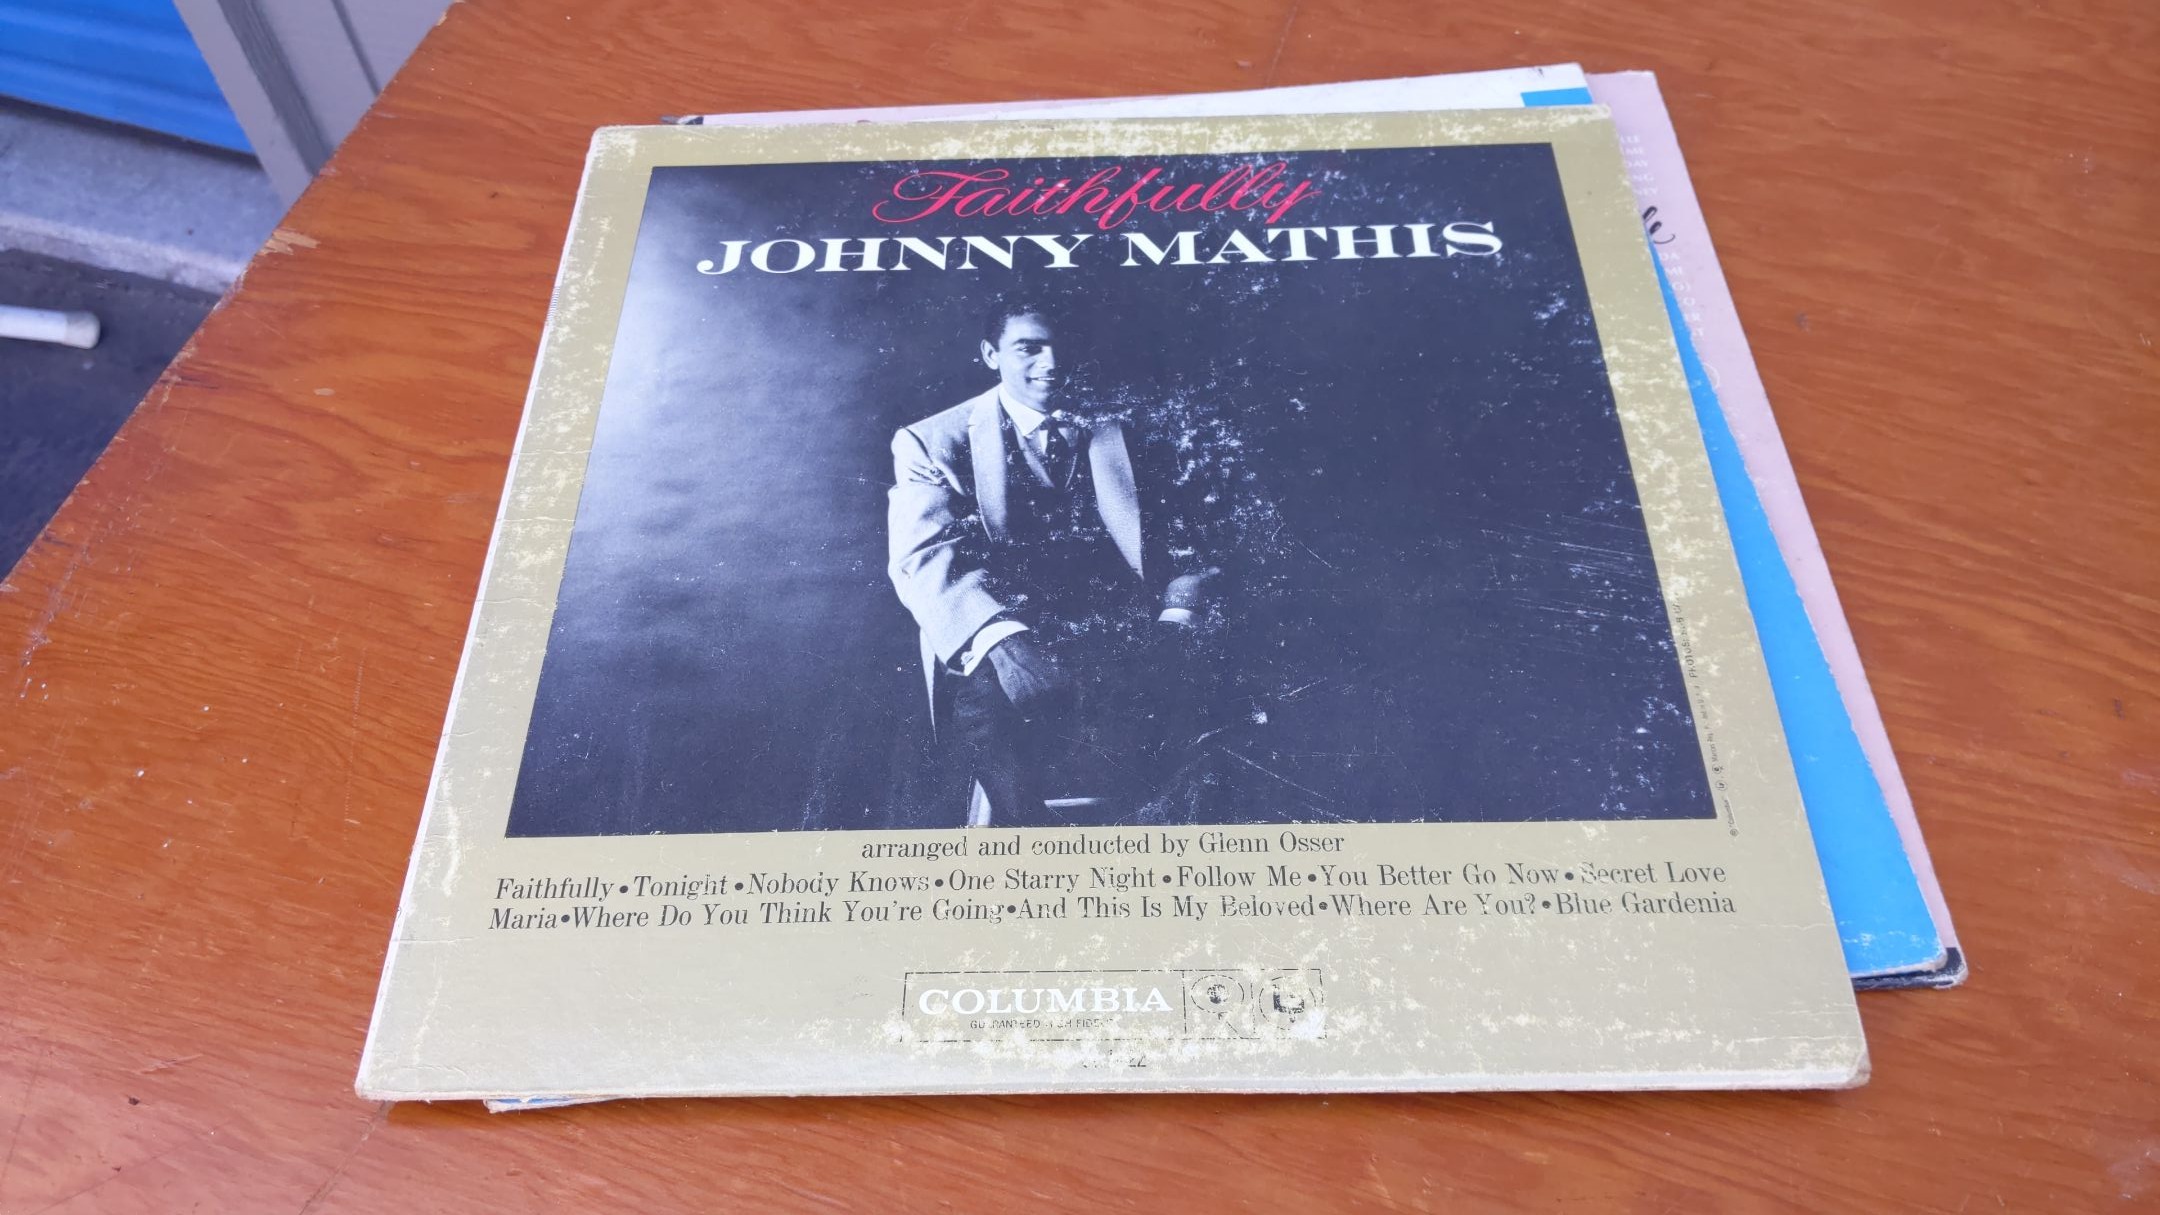 Faithfully
JOHNNY MATHIS
arranged and conducted by Glenn Osser
Faithfully • Tonight • Nobody Knows • One Starry Night • Follow Me • You Better Go Now • Secret Love
Maria • Where Do You Think You're Going • And This Is My Beloved • Where Are You? • Blue Gardenia
COLUMBIA